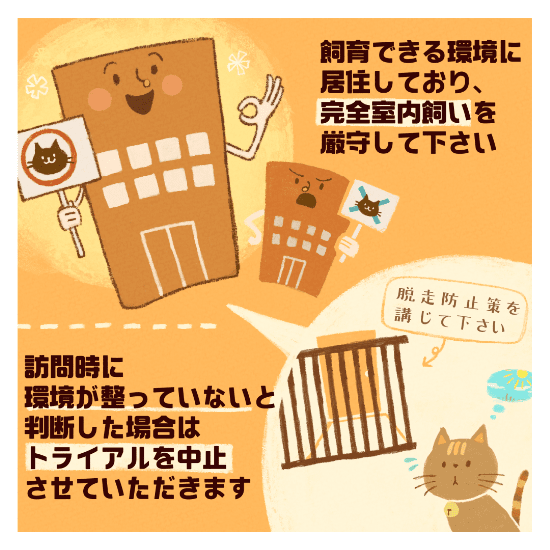 飼育できる環境に
居住しており、
完全室内飼いを
厳守して下さい
脱走防止策を
講じて下さい
訪問時に
環境が整っていないと
判断した場合は
トライアルを中止
させていただきます